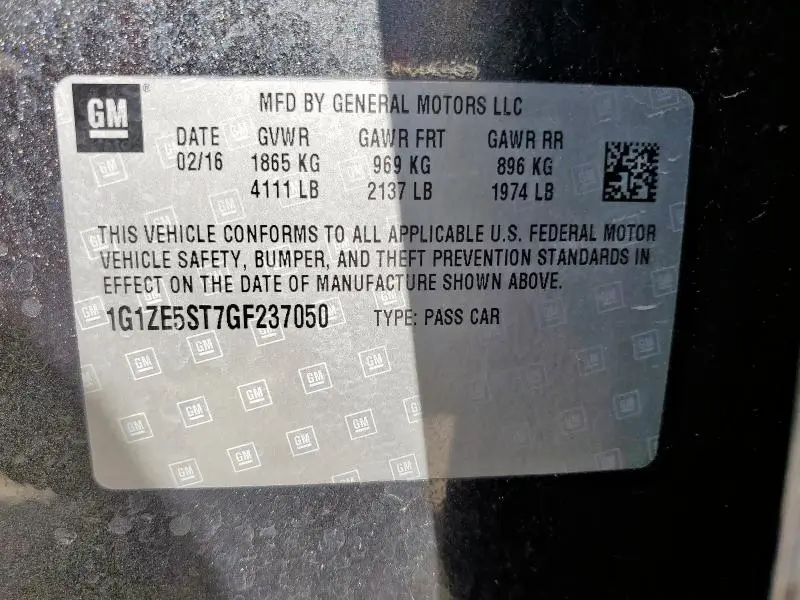 GM ®
MFD BY GENERAL MOTORS LLC
DATE GVWR GAWR FRT GAWR RR
02/16 1865 KG 969 KG 896 KG
4111 LB 2137 LB 1974 LB
THIS VEHICLE CONFORMS TO ALL APPLICABLE U.S. FEDERAL MOTOR
VEHICLE SAFETY, BUMPER, AND THEFT PREVENTION STANDARDS IN
EFFECT ON THE DATE OF MANUFACTURE SHOWN ABOVE.
1G1ZE5ST7GF237050 TYPE: PASS CAR